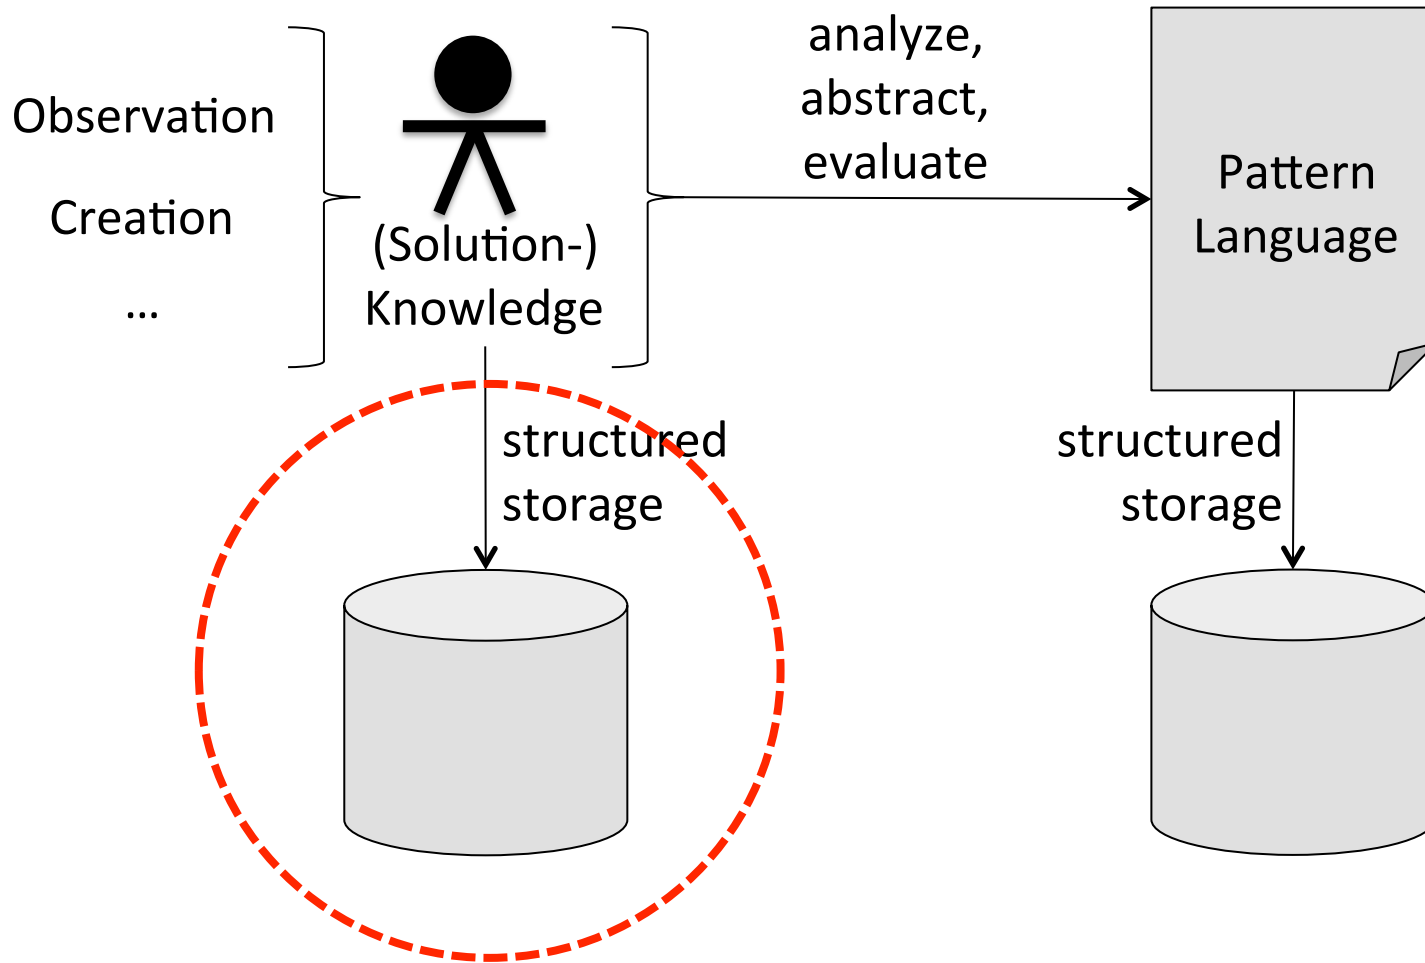 Observation
Creation
...
(Solution-)
Knowledge
analyze,
abstract,
evaluate
Pattern
Language
structured
storage
structured
storage